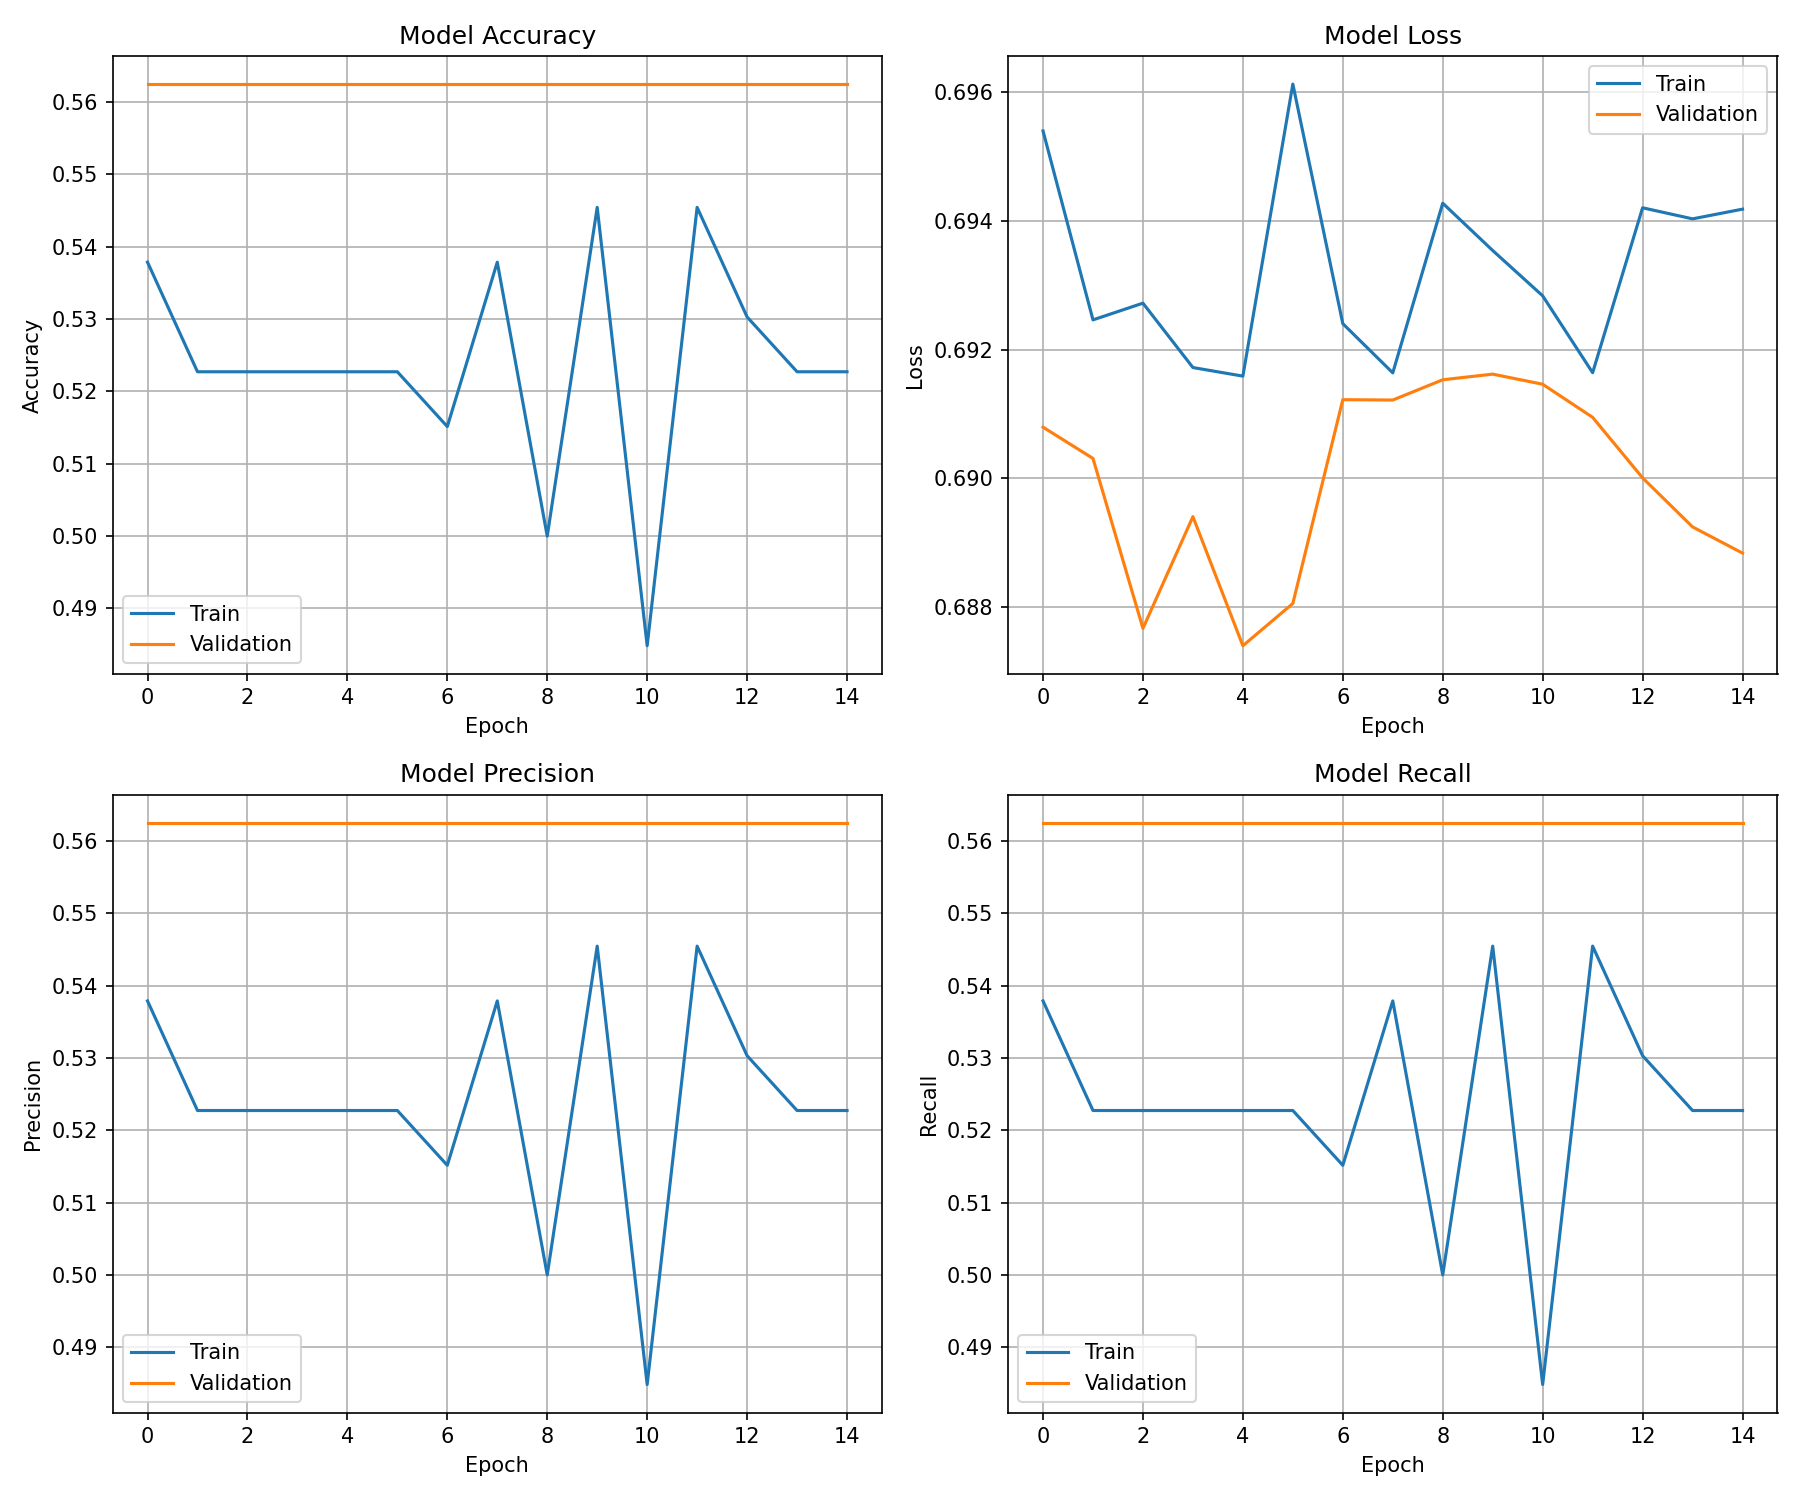 Model Accuracy
Accuracy
0.56
0.55
0.54
0.53
0.52
0.51
0.50
0.49
Train
Validation
0 2 4 6 8 10 12 14
Epoch
Model Loss
Loss
0.696
0.694
0.692
0.690
0.688
Train
Validation
0 2 4 6 8 10 12 14
Epoch
Model Precision
Precision
0.56
0.55
0.54
0.53
0.52
0.51
0.50
0.49
Train
Validation
0 2 4 6 8 10 12 14
Epoch
Model Recall
Recall
0.56
0.55
0.54
0.53
0.52
0.51
0.50
0.49
Train
Validation
0 2 4 6 8 10 12 14
Epoch